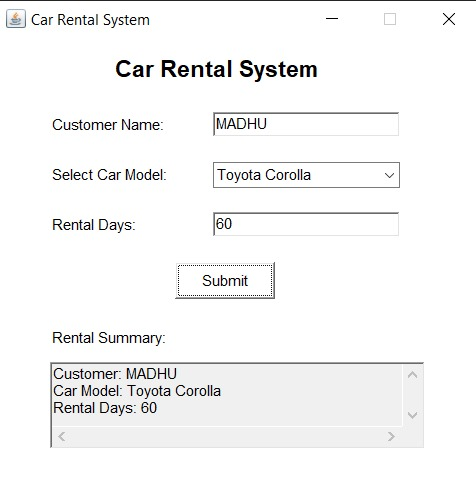 Car Rental System
Car Rental System
Customer Name: MADHU
Select Car Model: Toyota Corolla
Rental Days: 60
Submit
Rental Summary:
Customer: MADHU
Car Model: Toyota Corolla
Rental Days: 60